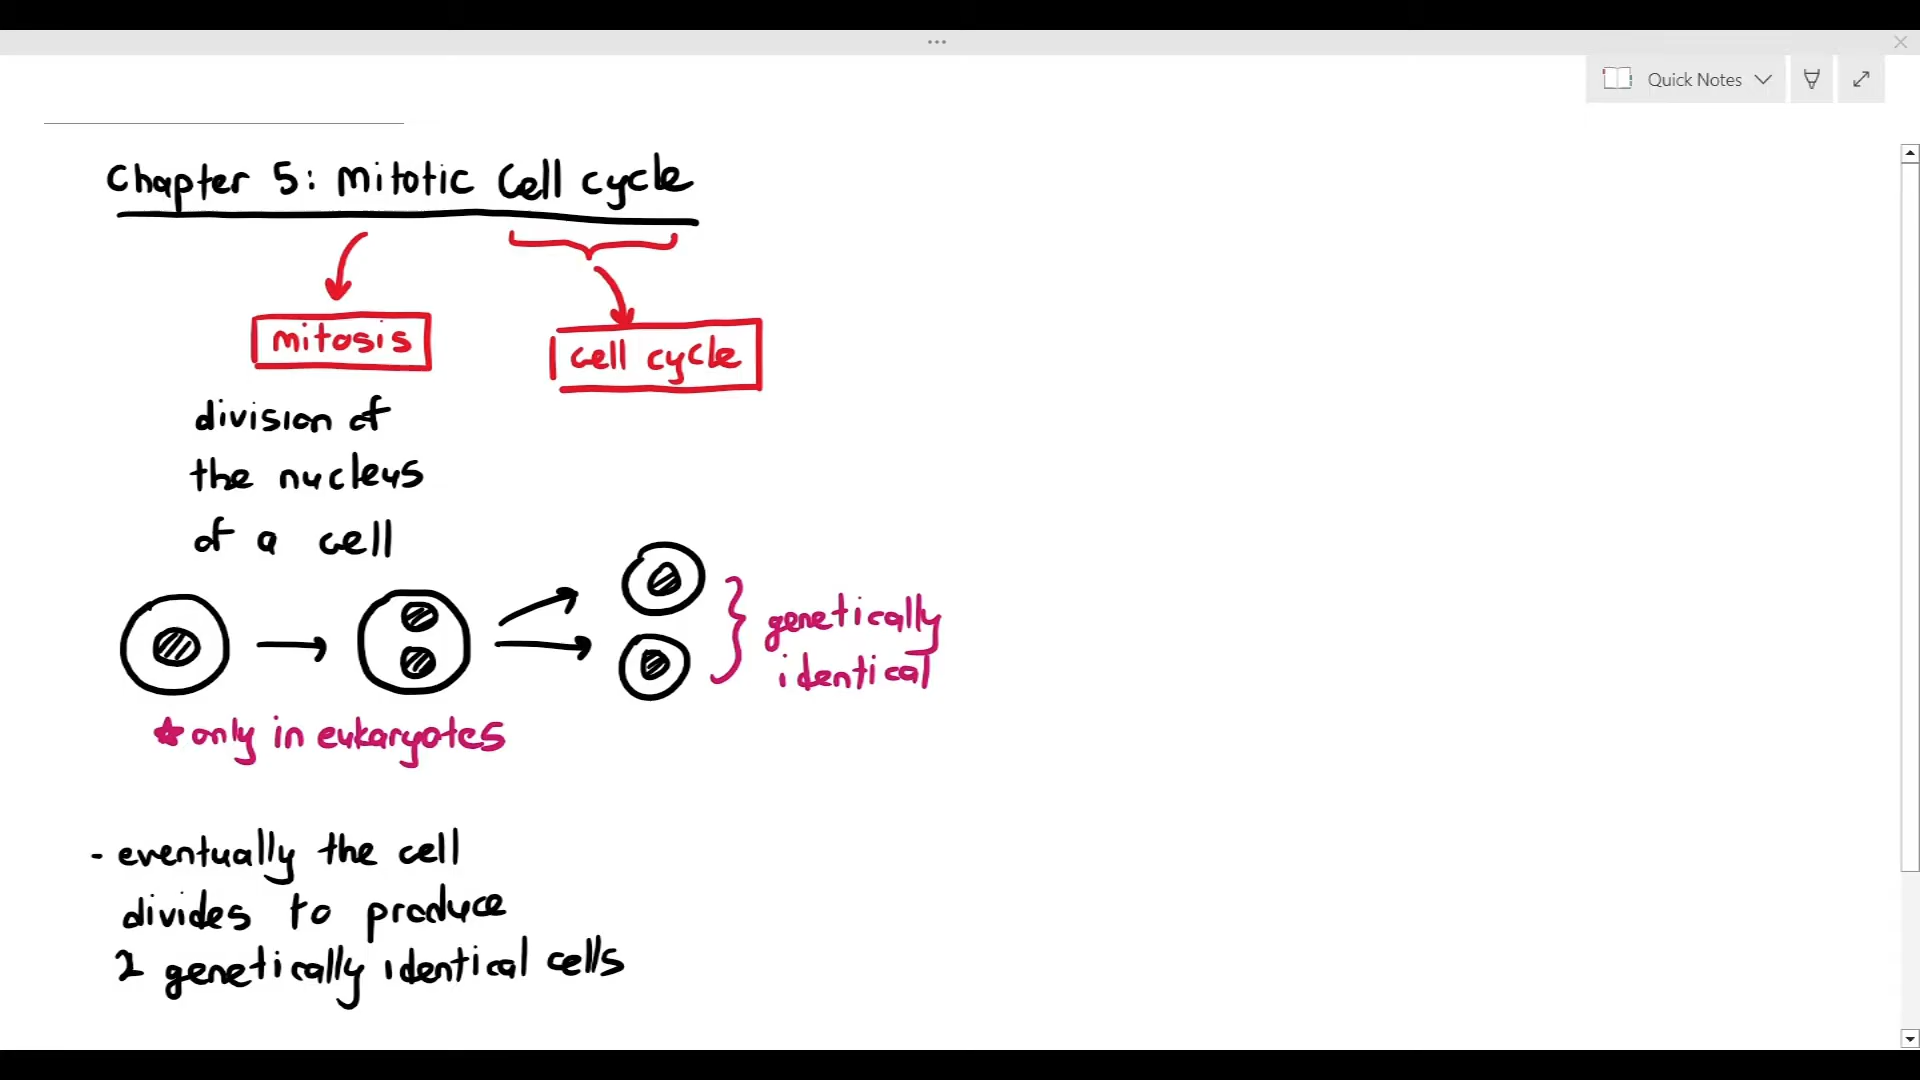 Quick Notes
Chapter 5: Mitotic Cell cycle
mitosis
cell cycle
division of
the nucleus
of a cell
genetically
identical
* only in eukaryotes
- eventually the cell
divides to produce
2 genetically identical cells